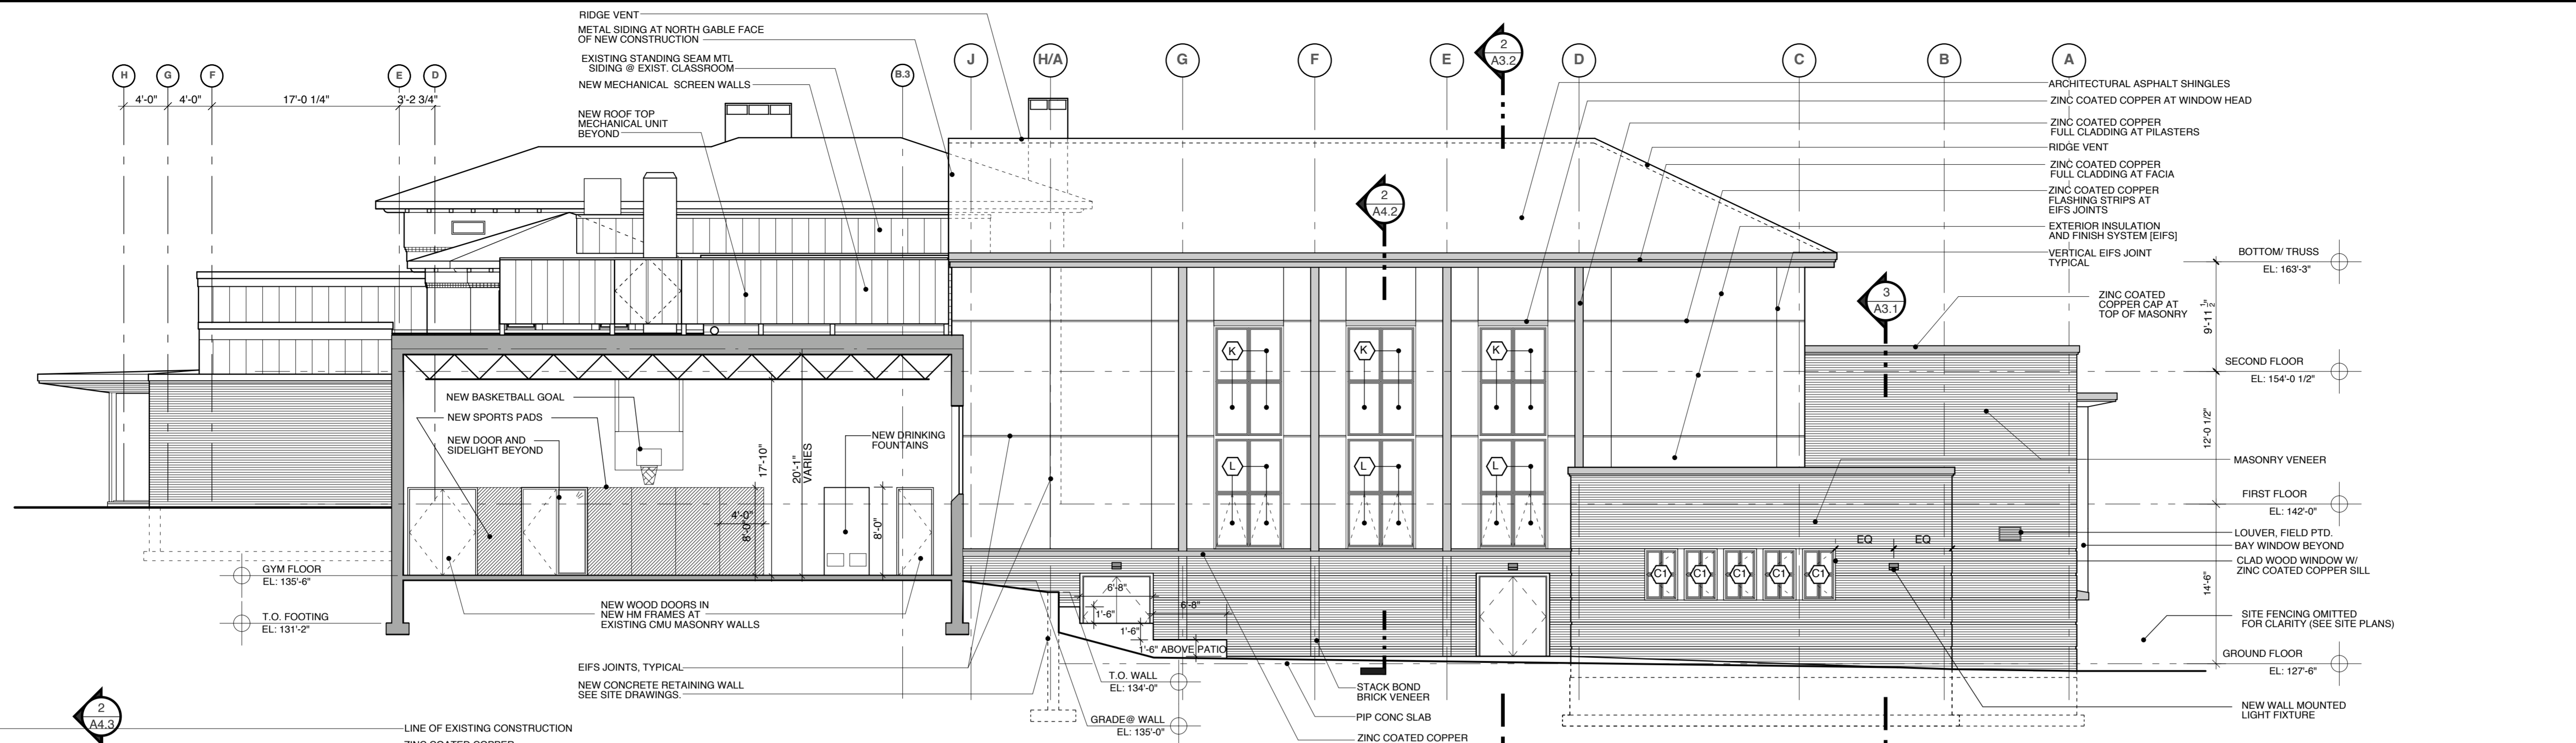 RIDGE VENT
METAL SIDING AT NORTH GABLE FACE
OF NEW CONSTRUCTION
EXISTING STANDING SEAM MTL
SIDING @ EXIST. CLASSROOM
NEW MECHANICAL SCREEN WALLS
NEW ROOF TOP
MECHANICAL UNIT
BEYOND
H
G
F
E
D
B.3
J
H/A
G
F
E
D
C
B
A
4'-0"
4'-0"
17'-0 1/4"
3'-2 3/4"
2
A3.2
2
A4.2
3
A3.1
ARCHITECTURAL ASPHALT SHINGLES
ZINC COATED COPPER AT WINDOW HEAD
ZINC COATED COPPER
FULL CLADDING AT PILASTERS
RIDGE VENT
ZINC COATED COPPER
FULL CLADDING AT FACIA
ZINC COATED COPPER
FLASHING STRIPS AT
EIFS JOINTS
EXTERIOR INSULATION
AND FINISH SYSTEM [EIFS]
VERTICAL EIFS JOINT
TYPICAL
ZINC COATED
COPPER CAP AT
TOP OF MASONRY
BOTTOM/ TRUSS
EL: 163'-3"
9'-11 1/2"
SECOND FLOOR
EL: 154'-0 1/2"
12'-0 1/2"
MASONRY VENEER
FIRST FLOOR
EL: 142'-0"
LOUVER, FIELD PTD.
BAY WINDOW BEYOND
CLAD WOOD WINDOW W/
ZINC COATED COPPER SILL
14'-6"
SITE FENCING OMITTED
FOR CLARITY (SEE SITE PLANS)
GROUND FLOOR
EL: 127'-6"
NEW WALL MOUNTED
LIGHT FIXTURE
K
K
K
L
L
L
C1
C1
C1
C1
C1
EQ
EQ
NEW BASKETBALL GOAL
NEW SPORTS PADS
NEW DOOR AND
SIDELIGHT BEYOND
NEW DRINKING
FOUNTAINS
17'-10"
20'-1"
VARIES
4'-0"
8'-0"
8'-0"
GYM FLOOR
EL: 135'-6"
T.O. FOOTING
EL: 131'-2"
NEW WOOD DOORS IN
NEW HM FRAMES AT
EXISTING CMU MASONRY WALLS
6'-8"
1'-6"
6'-8"
1'-6"
1'-6" ABOVE PATIO
EIFS JOINTS, TYPICAL
NEW CONCRETE RETAINING WALL
SEE SITE DRAWINGS.
T.O. WALL
EL: 134'-0"
GRADE@ WALL
EL: 135'-0"
STACK BOND
BRICK VENEER
PIP CONC SLAB
ZINC COATED COPPER
2
A4.3
LINE OF EXISTING CONSTRUCTION
ZINC COATED COPPER